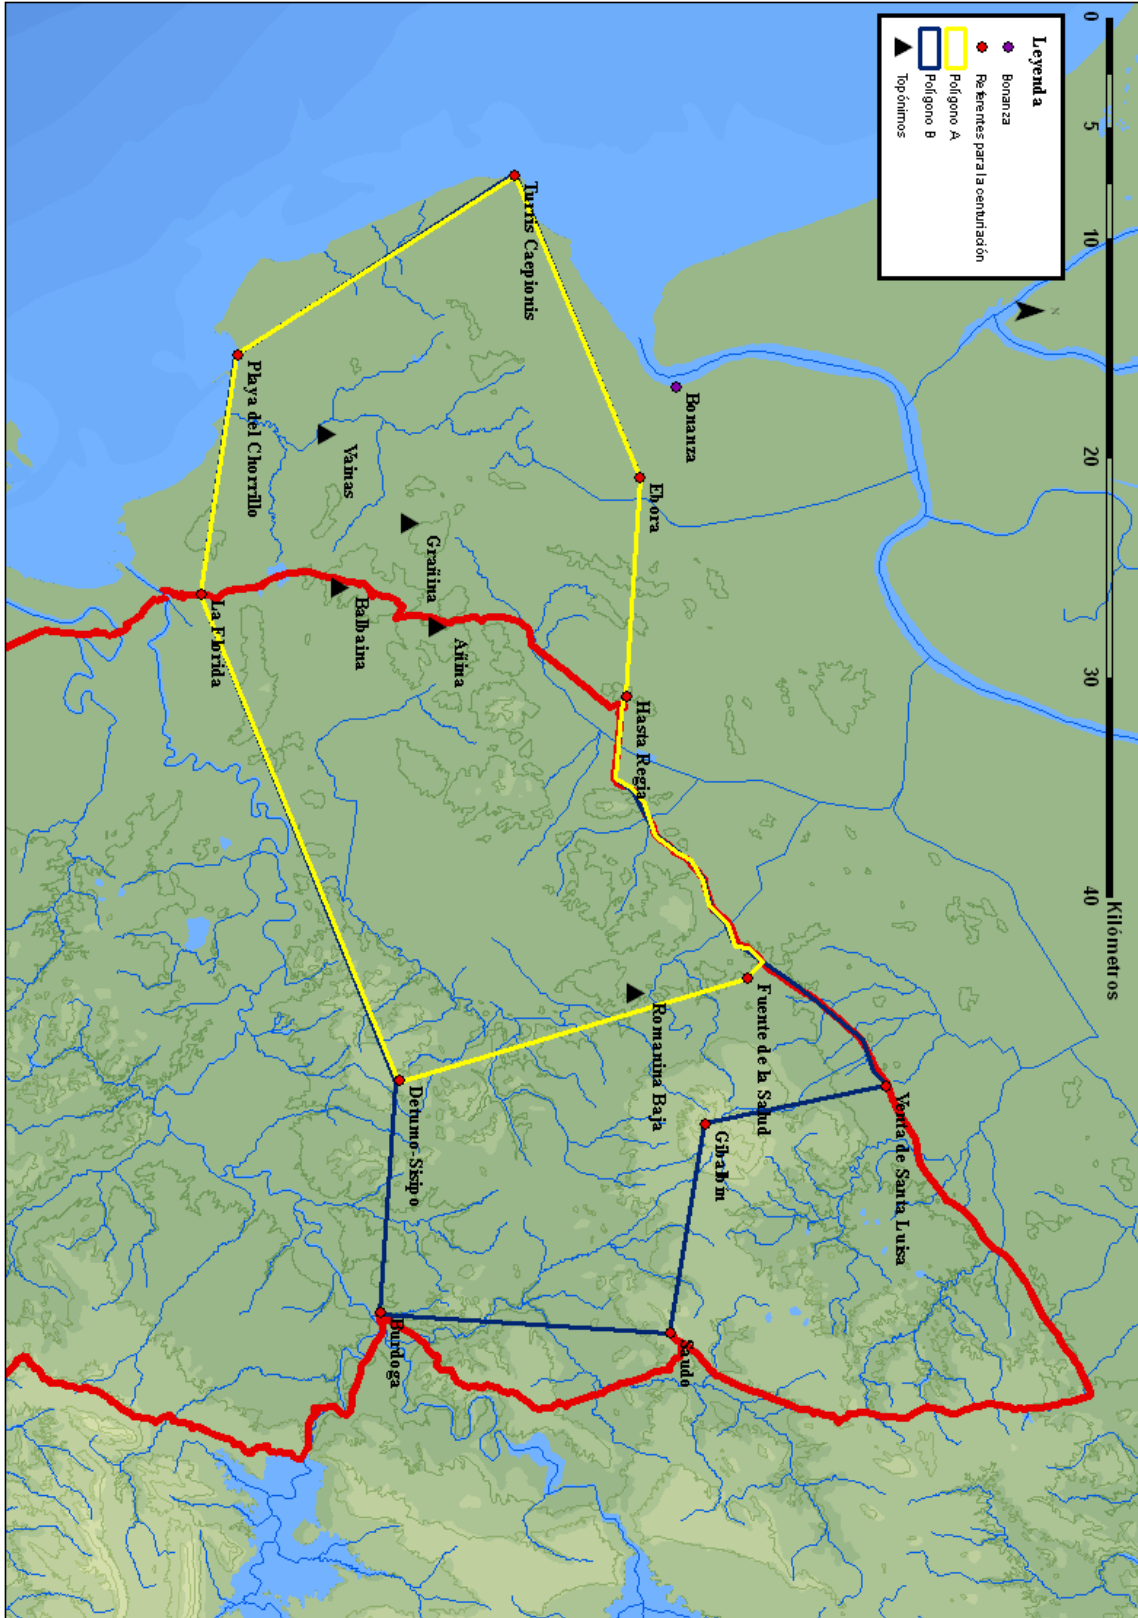 Leyenda
Bonanza
Referentes para la centuriación
Polígono A
Polígono B
Topónimos
0
5
10
20
30
40
Kilómetros
N
Bonanza
Turris Caepionis
Ebora
Hasta Regia
Playa del Chorrillo
Vainas
Grañina
Balbaina
Añina
La Florida
Venta de Santa Luisa
Fuente de la Salud
Romanina Baja
Gibalbin
Detumo-Sisipo
Saudo
Burdoga